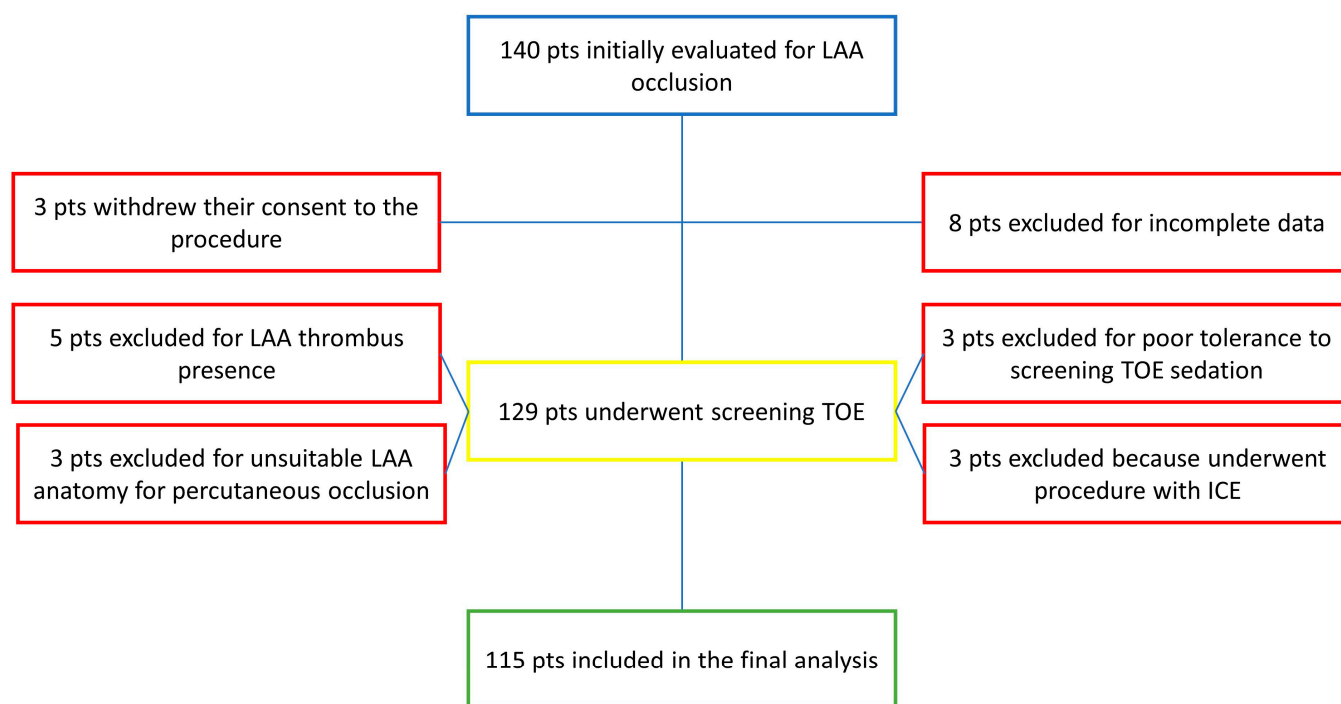 140 pts initially evaluated for LAA
occlusion
3 pts withdrew their consent to the
procedure
8 pts excluded for incomplete data
5 pts excluded for LAA thrombus
presence
3 pts excluded for poor tolerance to
screening TOE sedation
129 pts underwent screening TOE
3 pts excluded for unsuitable LAA
anatomy for percutaneous occlusion
3 pts excluded because underwent
procedure with ICE
115 pts included in the final analysis